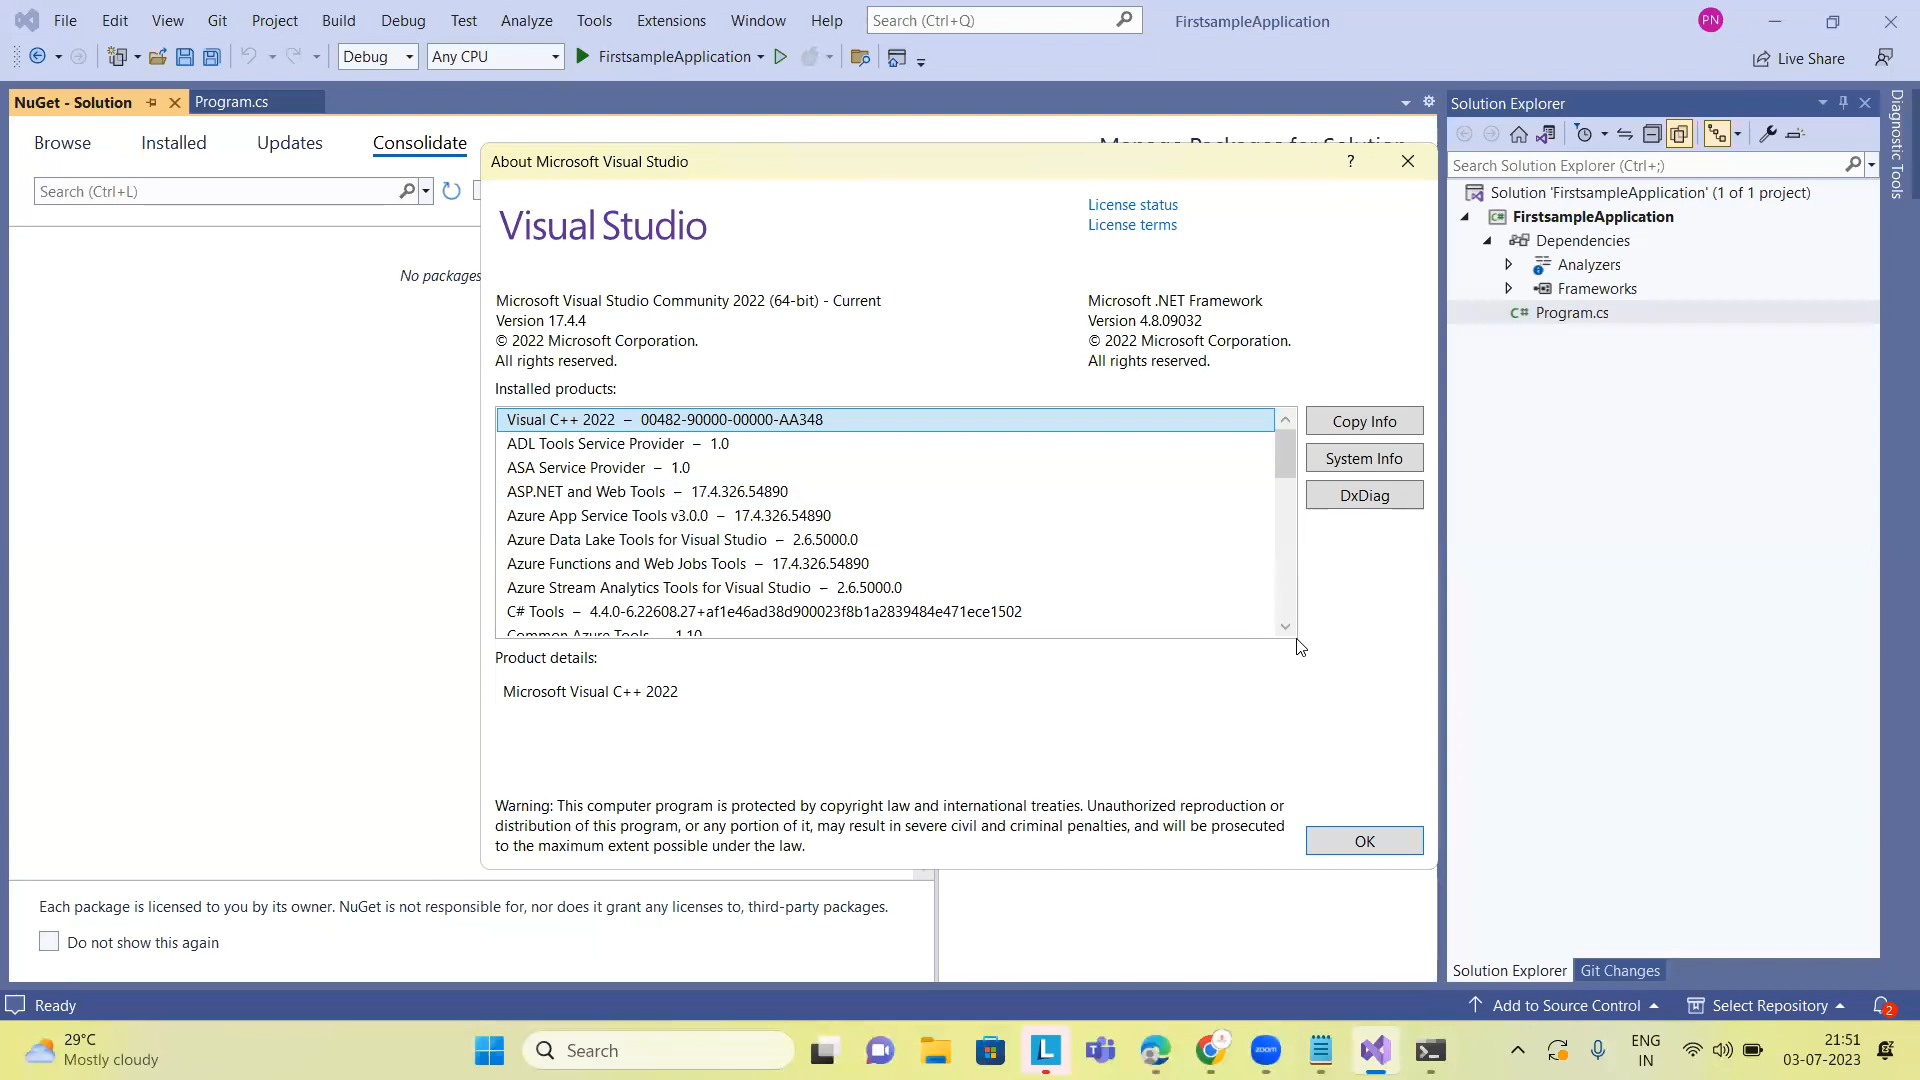 File Edit View Git Project Build Debug Test Analyze Tools Extensions Window Help Search (Ctrl+Q) FirstsampleApplication PN
Debug Any CPU FirstsampleApplication Live Share
NuGet - Solution Program.cs
Browse Installed Updates Consolidate
Manage Packages for Solution
Search (Ctrl+L)
No packages
About Microsoft Visual Studio ?
Visual Studio
License status
License terms
Microsoft Visual Studio Community 2022 (64-bit) - Current
Version 17.4.4
© 2022 Microsoft Corporation.
All rights reserved.
Microsoft .NET Framework
Version 4.8.09032
© 2022 Microsoft Corporation.
All rights reserved.
Installed products:
Visual C++ 2022 – 00482-90000-00000-AA348
ADL Tools Service Provider – 1.0
ASA Service Provider – 1.0
ASP.NET and Web Tools – 17.4.326.54890
Azure App Service Tools v3.0.0 – 17.4.326.54890
Azure Data Lake Tools for Visual Studio – 2.6.5000.0
Azure Functions and Web Jobs Tools – 17.4.326.54890
Azure Stream Analytics Tools for Visual Studio – 2.6.5000.0
C# Tools – 4.4.0-6.22608.27+af1e46ad38d900023f8b1a2839484e471ece1502
Common Azure Tools – 1.10
Copy Info
System Info
DxDiag
Product details:
Microsoft Visual C++ 2022
Warning: This computer program is protected by copyright law and international treaties. Unauthorized reproduction or
distribution of this program, or any portion of it, may result in severe civil and criminal penalties, and will be prosecuted
to the maximum extent possible under the law.
OK
Each package is licensed to you by its owner. NuGet is not responsible for, nor does it grant any licenses to, third-party packages.
Do not show this again
Solution Explorer
Search Solution Explorer (Ctrl+;)
Solution 'FirstsampleApplication' (1 of 1 project)
C# FirstsampleApplication
Dependencies
Analyzers
Frameworks
C# Program.cs
Diagnostic Tools
Solution Explorer Git Changes
Ready Add to Source Control Select Repository 2
29°C
Mostly cloudy
Search
L
zoom
ENG
IN
21:51
03-07-2023